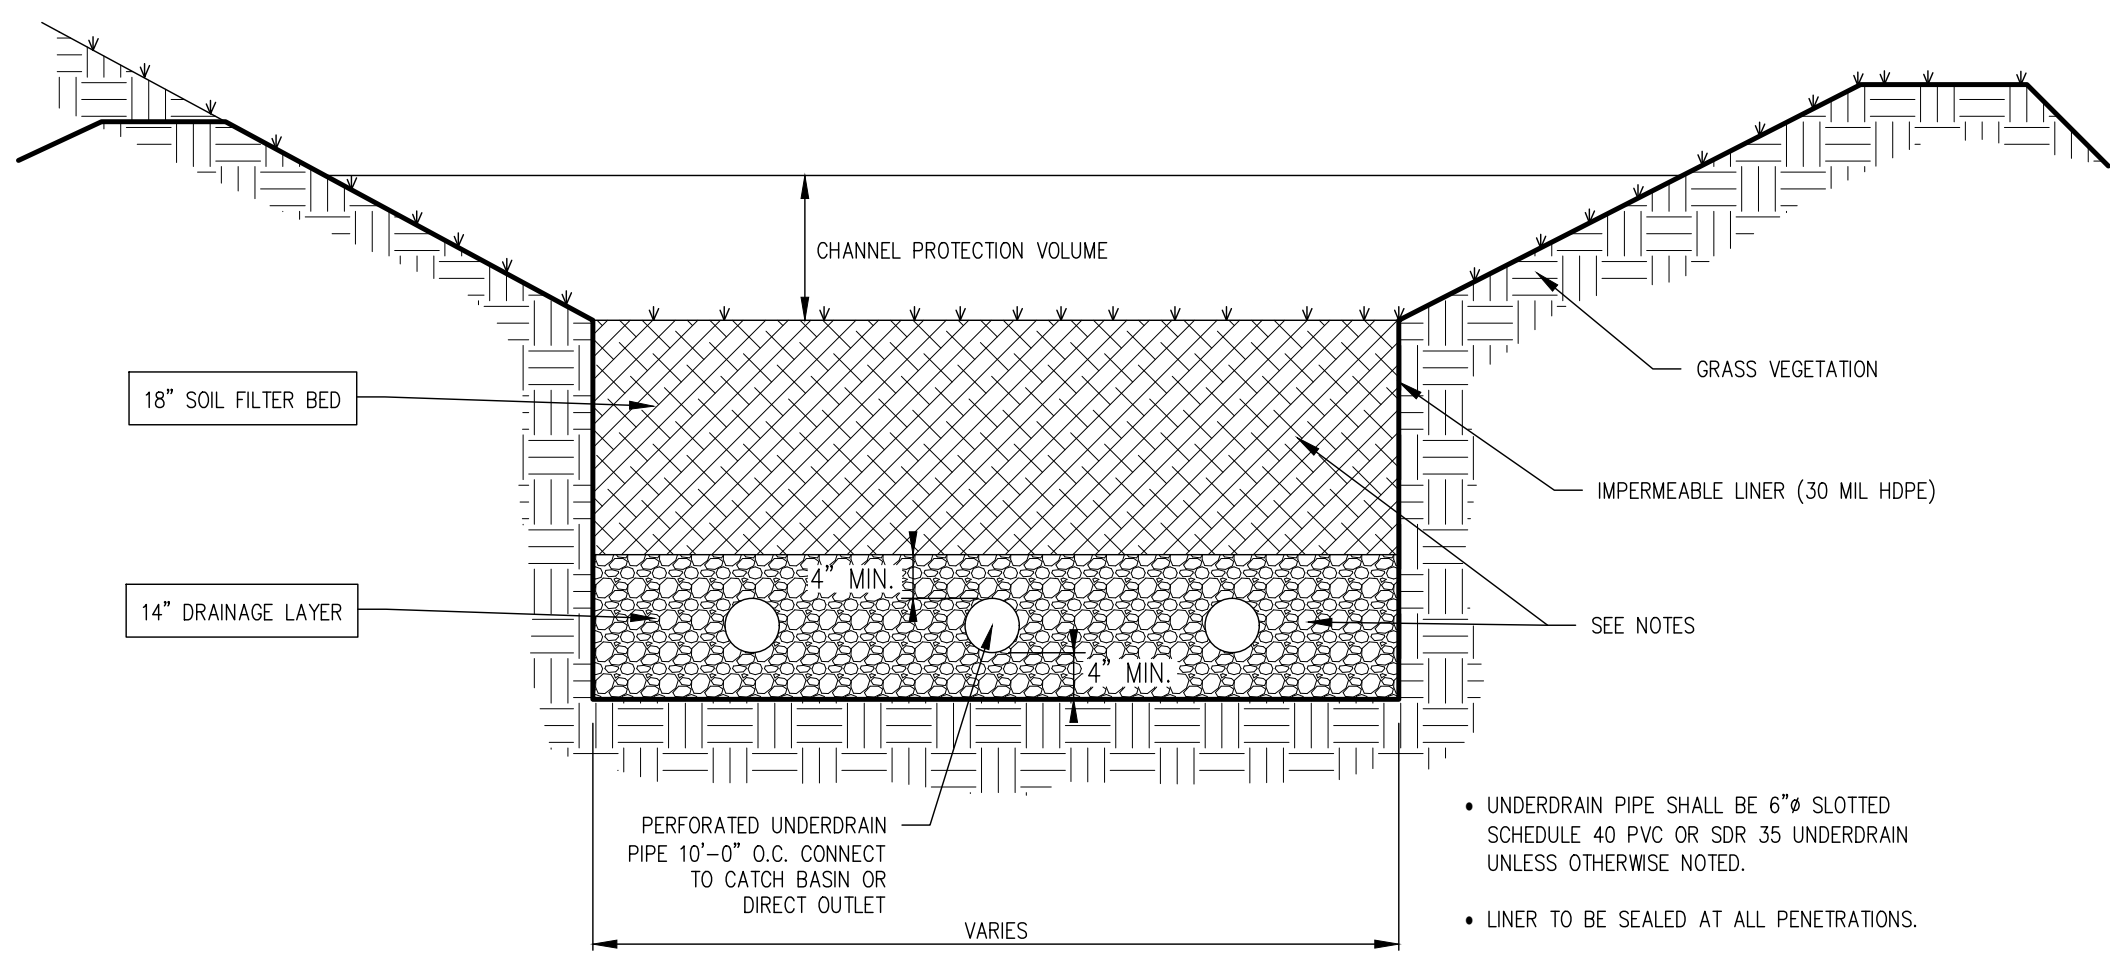 CHANNEL PROTECTION VOLUME
GRASS VEGETATION
18” SOIL FILTER BED
IMPERMEABLE LINER (30 MIL HDPE)
4” MIN.
14” DRAINAGE LAYER
SEE NOTES
4” MIN.
PERFORATED UNDERDRAIN
PIPE 10'–0” O.C. CONNECT
TO CATCH BASIN OR
DIRECT OUTLET
VARIES
• UNDERDRAIN PIPE SHALL BE 6”ø SLOTTED
SCHEDULE 40 PVC OR SDR 35 UNDERDRAIN
UNLESS OTHERWISE NOTED.
• LINER TO BE SEALED AT ALL PENETRATIONS.